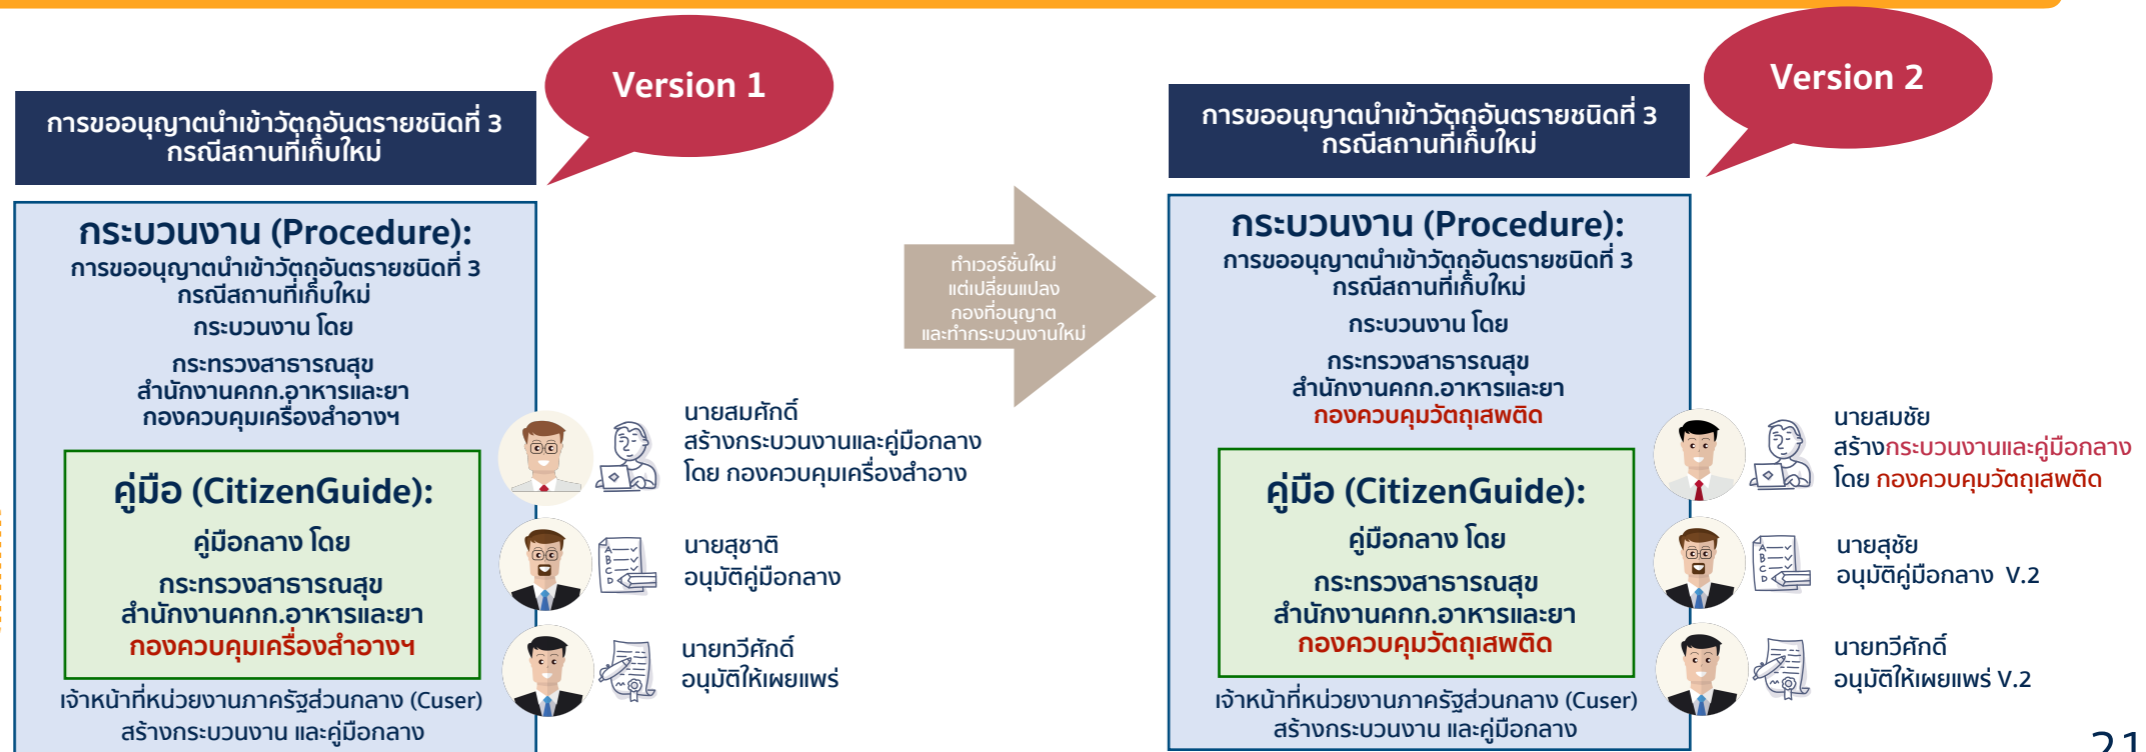 Version 1
การขออนุญาตนำเข้าวัตถุอันตรายชนิดที่ 3
กรณีสถานที่เก็บใหม่
กระบวนงาน (Procedure):
การขออนุญาตนำเข้าวัตถุอันตรายชนิดที่ 3
กรณีสถานที่เก็บใหม่
กระบวนงาน โดย
กระทรวงสาธารณสุข
สำนักงานคกก.อาหารและยา
กองควบคุมเครื่องสำอางฯ
คู่มือ (CitizenGuide):
คู่มือกลาง โดย
กระทรวงสาธารณสุข
สำนักงานคกก.อาหารและยา
กองควบคุมเครื่องสำอางฯ
เจ้าหน้าที่หน่วยงานภาครัฐส่วนกลาง (Cuser)
สร้างกระบวนงาน และคู่มือกลาง
นายสมศักดิ์
สร้างกระบวนงานและคู่มือกลาง
โดย กองควบคุมเครื่องสำอาง
นายสุชาติ
อนุมัติคู่มือกลาง
นายทวีศักดิ์
อนุมัติให้เผยแพร่
ทำเวอร์ชั่นใหม่
แต่เปลี่ยนแปลง
กองที่อนุญาต
และทำกระบวนงานใหม่
Version 2
การขออนุญาตนำเข้าวัตถุอันตรายชนิดที่ 3
กรณีสถานที่เก็บใหม่
กระบวนงาน (Procedure):
การขออนุญาตนำเข้าวัตถุอันตรายชนิดที่ 3
กรณีสถานที่เก็บใหม่
กระบวนงาน โดย
กระทรวงสาธารณสุข
สำนักงานคกก.อาหารและยา
กองควบคุมวัตถุเสพติด
คู่มือ (CitizenGuide):
คู่มือกลาง โดย
กระทรวงสาธารณสุข
สำนักงานคกก.อาหารและยา
กองควบคุมวัตถุเสพติด
เจ้าหน้าที่หน่วยงานภาครัฐส่วนกลาง (Cuser)
สร้างกระบวนงาน และคู่มือกลาง
นายสมชัย
สร้างกระบวนงานและคู่มือกลาง
โดย กองควบคุมวัตถุเสพติด
นายสุชัย
อนุมัติคู่มือกลาง V.2
นายทวีศักดิ์
อนุมัติให้เผยแพร่ V.2
21